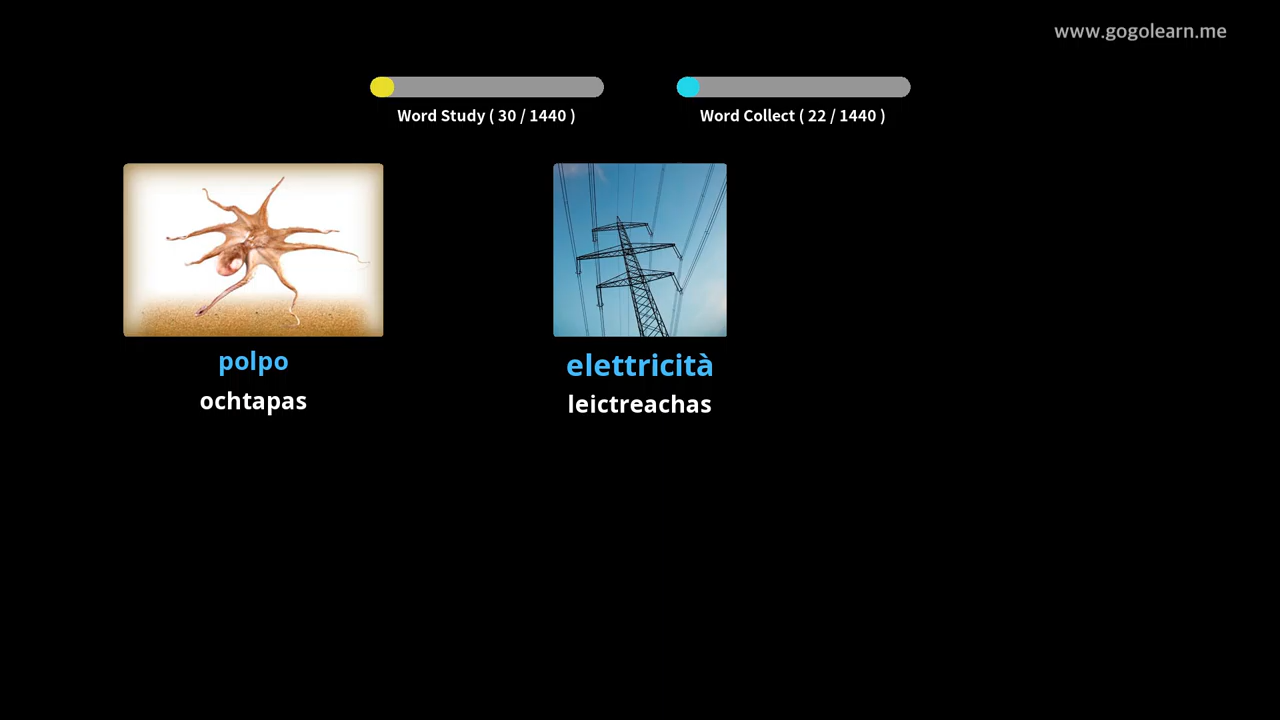 www.gogolearn.me
Word Study ( 30 / 1440 )
Word Collect ( 22 / 1440 )
polpo
ochtapas
elettricità
leictreachas